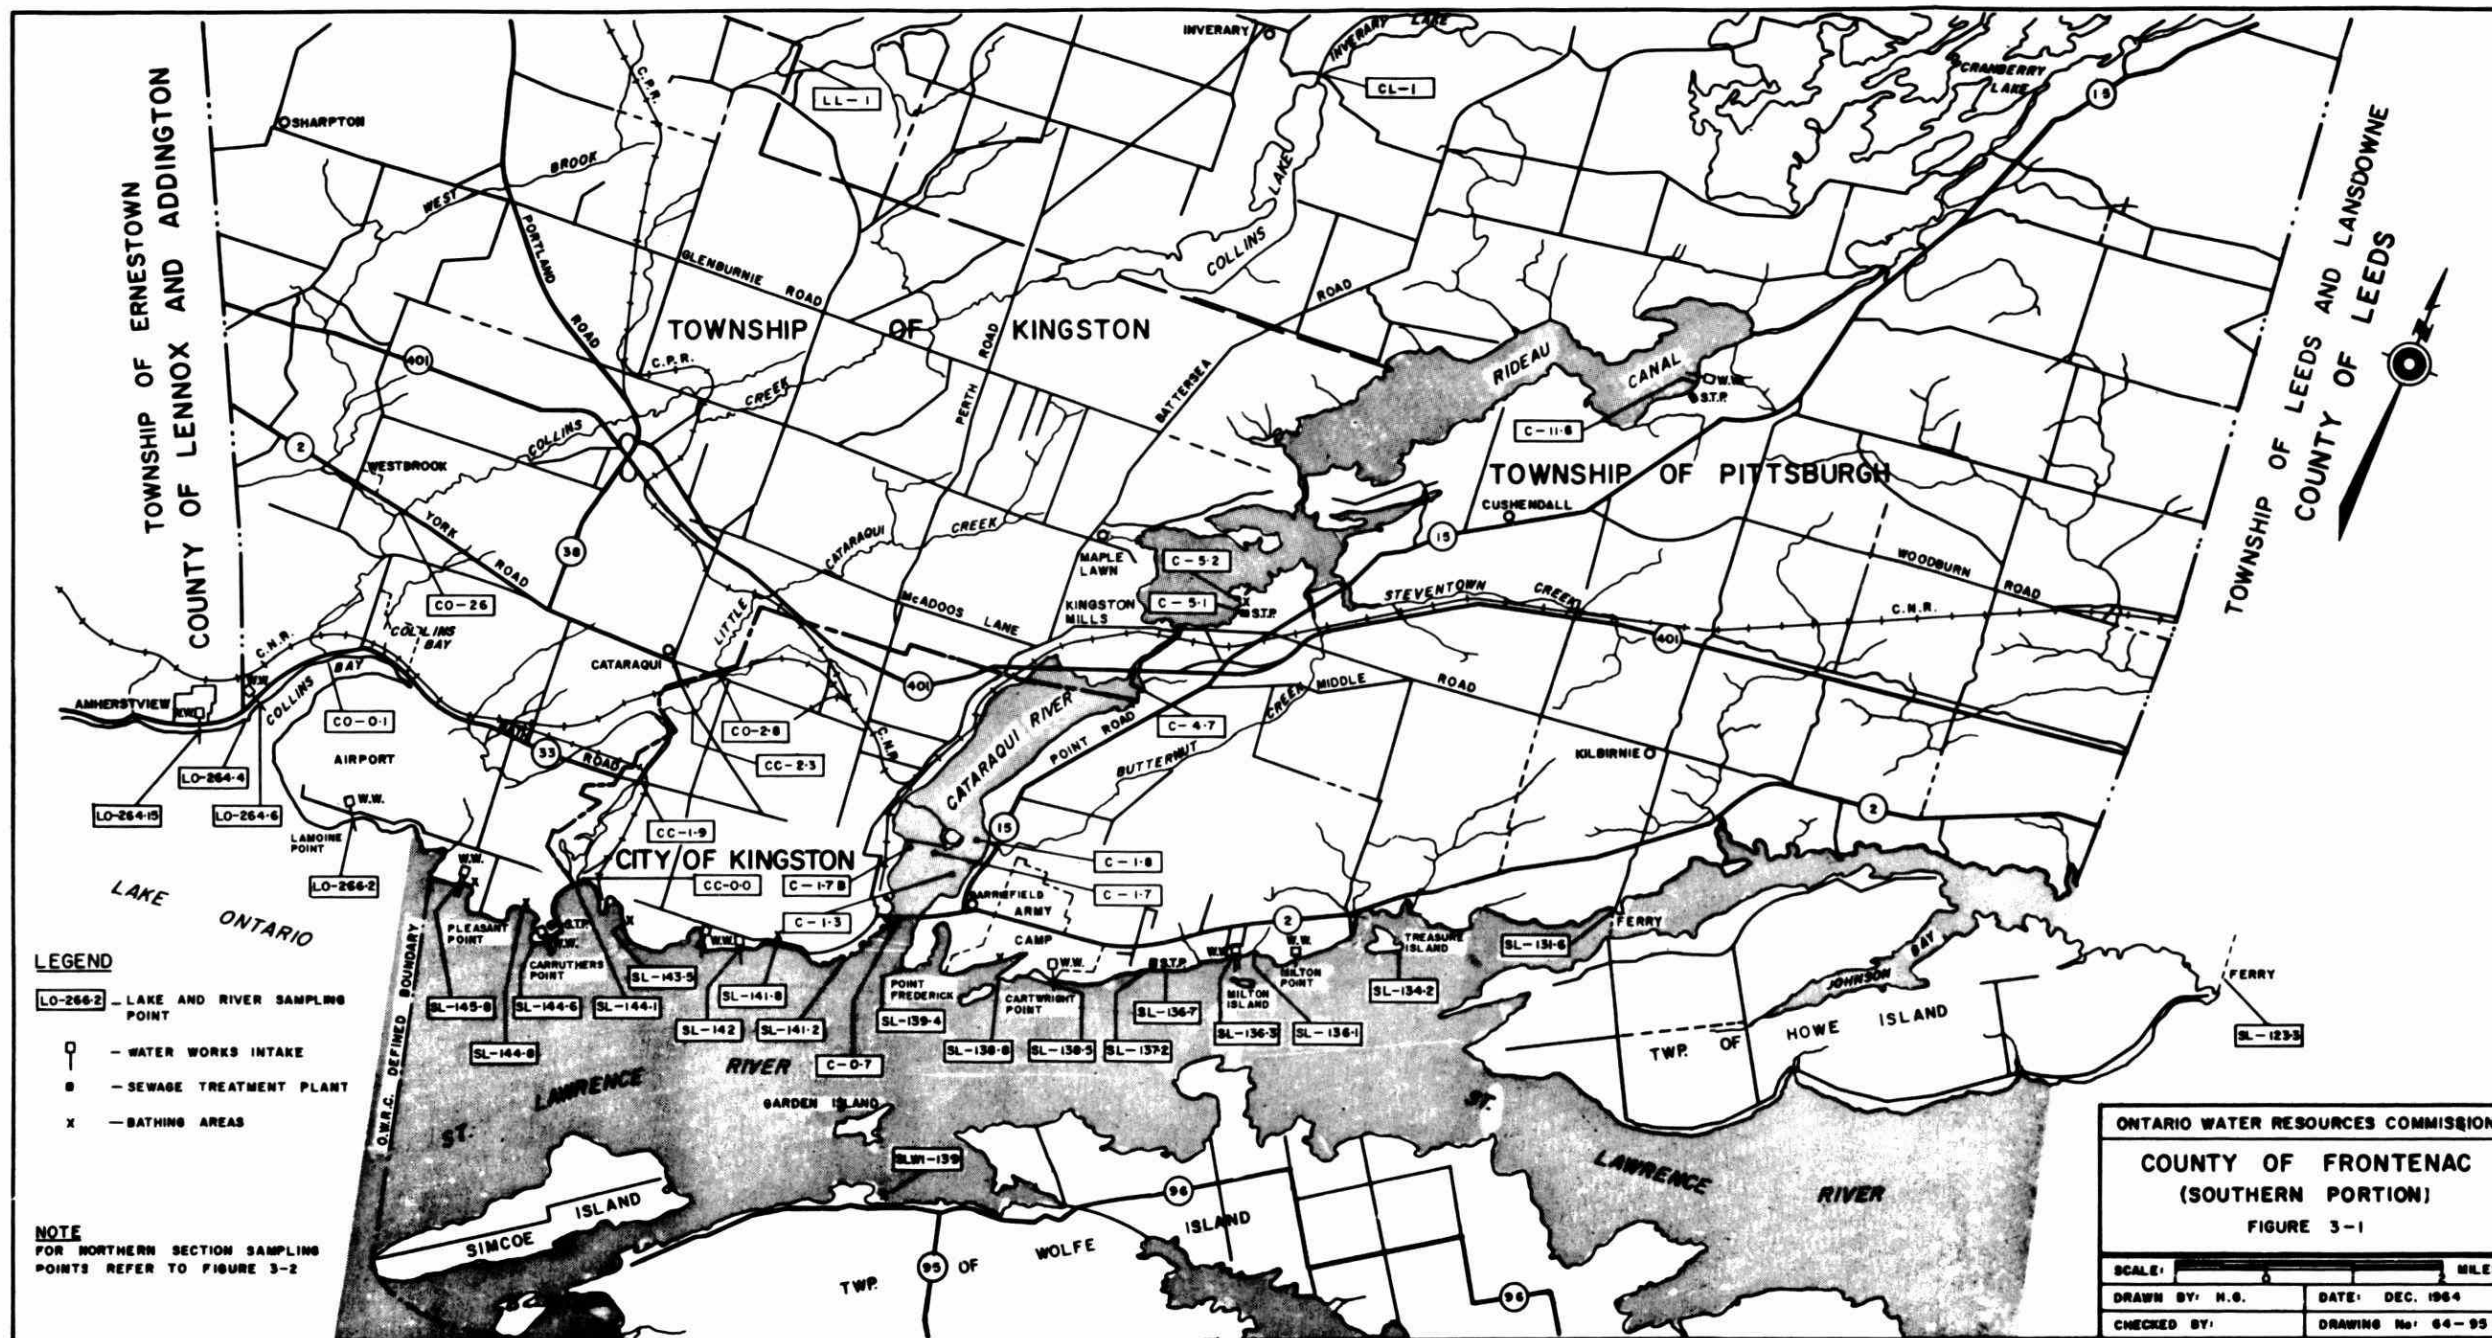 TOWNSHIP OF ERNESTOWN
COUNTY OF LENNOX AND ADDINGTON
SHARPTON
WEST BROOK
C.P.R.
LL-1
INVERARY
INVERARY LAKE
CL-1
CRANBERRY
LAKE
15
TOWNSHIP OF LEEDS AND LANSDOWNE
COUNTY OF LEEDS
N
PORTLAND ROAD
GLENBURNIE ROAD
COLLINS LAKE
TOWNSHIP OF KINGSTON
PERTH ROAD
BATTERSEA ROAD
C.P.R.
401
2
COLLINS CREEK
WESTBROOK
YORK ROAD
38
RIDEAU CANAL
W.W.
S.T.P.
C-11·6
TOWNSHIP OF PITTSBURGH
CUSHENDALL
15
WOODBURN ROAD
LITTLE CATARAQUI CREEK
MAPLE
LAWN
C-5·2
C-5·1
S.T.P.
KINGSTON
MILLS
McADOOS LANE
STEVENTOWN CREEK
C.N.R.
401
CO-26
COLLINS
BAY
C.N.R.
COLLINS BAY
CATARAQUI
401
MIDDLE ROAD
AMHERSTVIEW
W.W.
W.W.
CO-0·1
CO-2·8
CC-2·3
C.N.R.
CATARAQUI RIVER
POINT ROAD
C-4·7
BUTTERNUT CREEK
KILBIRNIE
AIRPORT
BATH ROAD
33
LO-264·4
LO-264·15
LO-264·6
W.W.
LAMOINE
POINT
LO-266·2
CC-1·9
CITY OF KINGSTON
CC-0·0
C-1·7B
C-1·3
15
C-1·8
C-1·7
BARRIEFIELD
ARMY
CAMP
2
2
LAKE ONTARIO
W.W.
PLEASANT
POINT
S.T.P.
W.W.
CARRUTHERS
POINT
W.W.
W.W.
S.T.P.
W.W.
W.W.
MILTON
POINT
TREASURE
ISLAND
SL-131·6
FERRY
JOHNSON BAY
FERRY
SL-143·5
SL-145·8
SL-144·6
SL-144·1
SL-141·8
SL-142
SL-141·2
SL-144·8
POINT
FREDERICK
SL-139·4
CARTWRIGHT
POINT
SL-138·8
SL-138·5
SL-137·2
SL-136·7
MILTON
ISLAND
SL-136·3
SL-136·1
SL-134·2
SL-123·3
C-0·7
TWP. OF HOWE ISLAND
LEGEND
LO-266·2 - LAKE AND RIVER SAMPLING
POINT
- WATER WORKS INTAKE
- SEWAGE TREATMENT PLANT
x - BATHING AREAS
O.W.R.C. DEFINED BOUNDARY
ST. LAWRENCE RIVER
GARDEN ISLAND
SLW1-139
SIMCOE ISLAND
95
96
TWP. OF WOLFE ISLAND
96
ST. LAWRENCE RIVER
NOTE
FOR NORTHERN SECTION SAMPLING
POINTS REFER TO FIGURE 3-2
ONTARIO WATER RESOURCES COMMISSION
COUNTY OF FRONTENAC
(SOUTHERN PORTION)
FIGURE 3-1
SCALE: 0 2 MILE
DRAWN BY: H.G. DATE: DEC. 1964
CHECKED BY: DRAWING No: 64-95